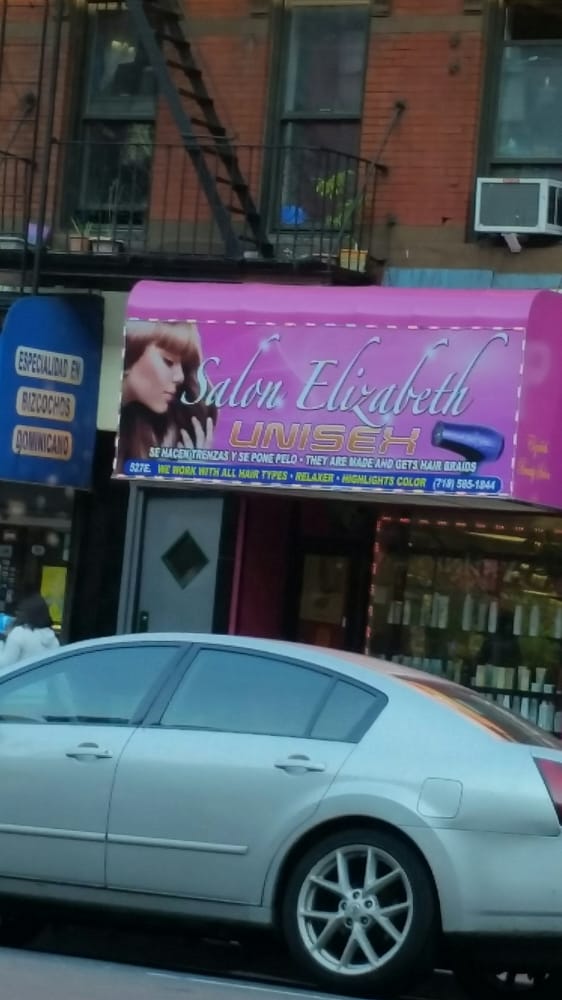 ESPECIALIDAD EN
BIZCOCHOS
DOMINICANO
Salon Elizabeth
UNISEX
SE HACEN TRENZAS Y SE PONE PELO • THEY ARE MADE AND GETS HAIR BRAIDS
527E. WE WORK WITH ALL HAIR TYPES • RELAXER • HIGHLIGHTS COLOR (718) 585-1844